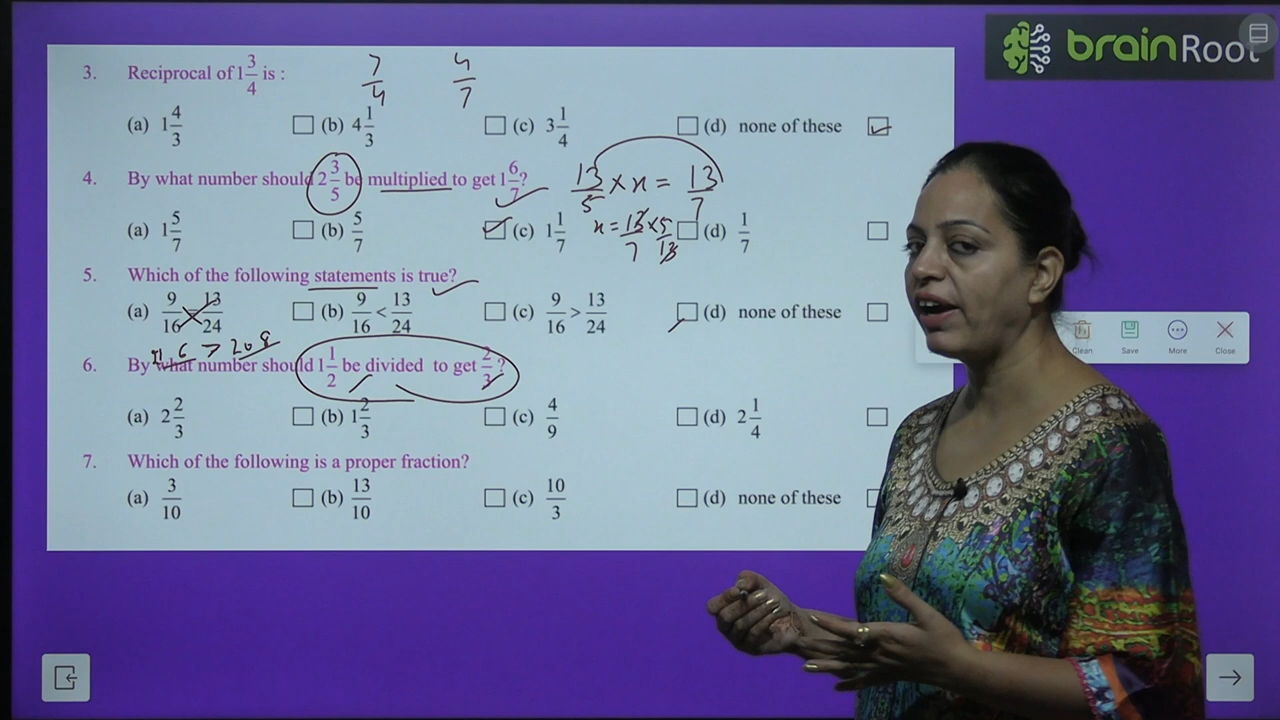 brainRoot
3. Reciprocal of 1 3/4 is : 7/4 4/7
(a) 1 4/3 (b) 4 1/3 (c) 3 1/4 (d) none of these
4. By what number should 2 3/5 be multiplied to get 1 6/7? 13/5 × x = 13/7
(a) 1 5/7 (b) 5/7 (c) 1 1/7 (d) 1/7
x = 13/7 × 5/13
5. Which of the following statements is true?
(a) 9/16 = 13/24 (b) 9/16 < 13/24 (c) 9/16 > 13/24 (d) none of these
> 208
6. By what number should 1 1/2 be divided to get 2/3?
(a) 2 2/3 (b) 1 2/3 (c) 4/9 (d) 2 1/4
7. Which of the following is a proper fraction?
(a) 3/10 (b) 13/10 (c) 10/3 (d) none of these
Clean Save More Close